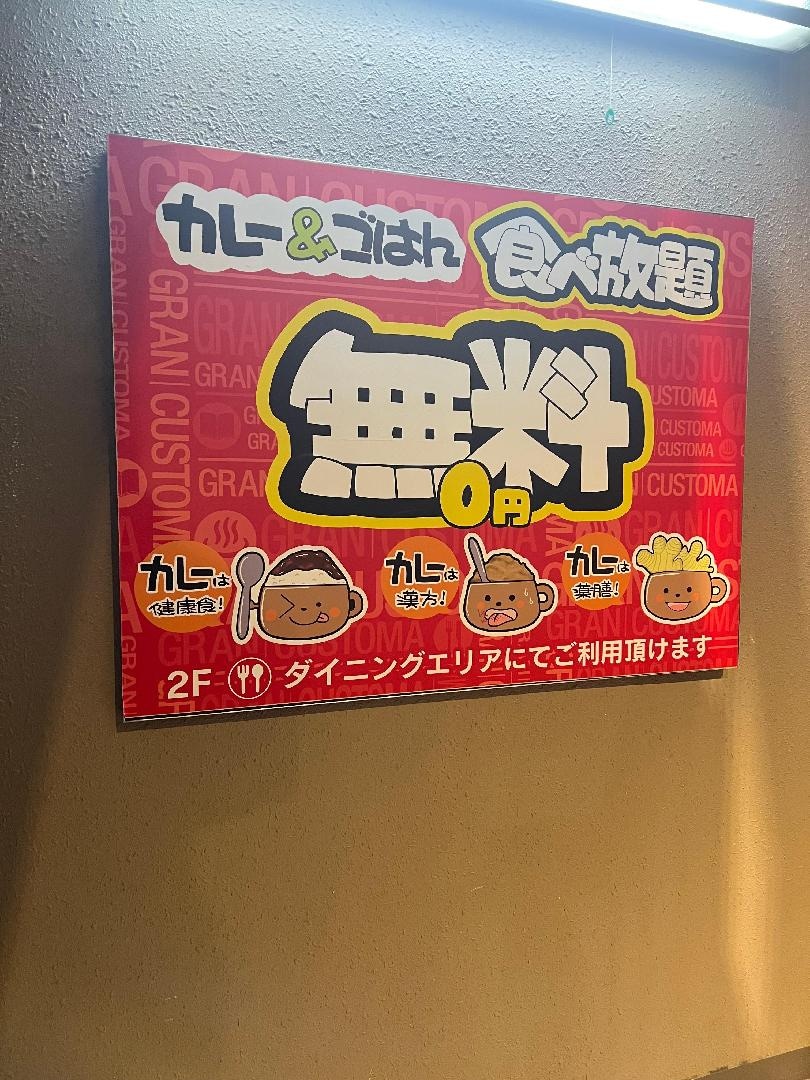 カレー&ごはん 食べ放題
無料
0円
カレーは健康食!
カレーは漢方!
カレーは薬膳!
2F ダイニングエリアにてご利用頂けます
GRAN CUSTOMA